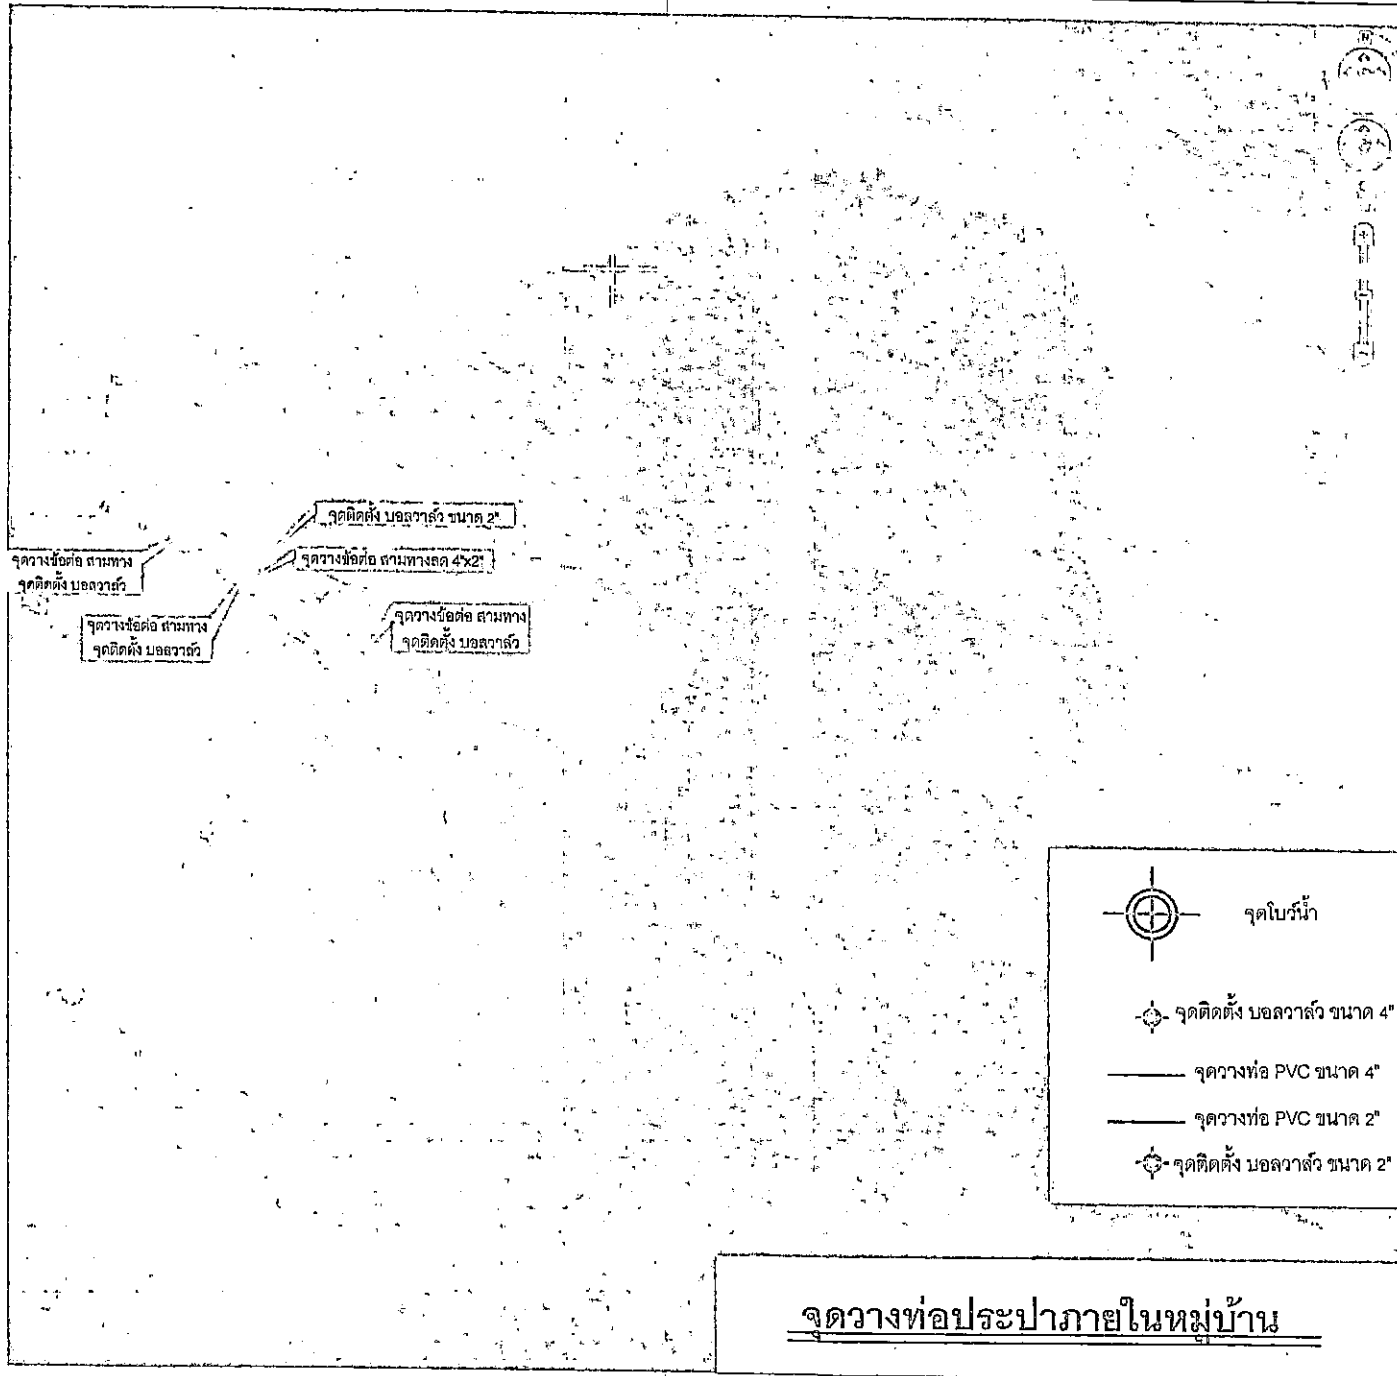 N
จุดติดตั้ง บอลวาล์ว ขนาด 2"
จุดวางข้อต่อ สามทาง
จุดติดตั้ง บอลวาล์ว
จุดวางข้อต่อ สามทางลด 4"x2"
จุดวางข้อต่อ สามทาง
จุดติดตั้ง บอลวาล์ว
จุดวางข้อต่อ สามทาง
จุดติดตั้ง บอลวาล์ว
จุดโบว์น้ำ
จุดติดตั้ง บอลวาล์ว ขนาด 4"
จุดวางท่อ PVC ขนาด 4"
จุดวางท่อ PVC ขนาด 2"
จุดติดตั้ง บอลวาล์ว ขนาด 2"
จุดวางท่อประปาภายในหมู่บ้าน